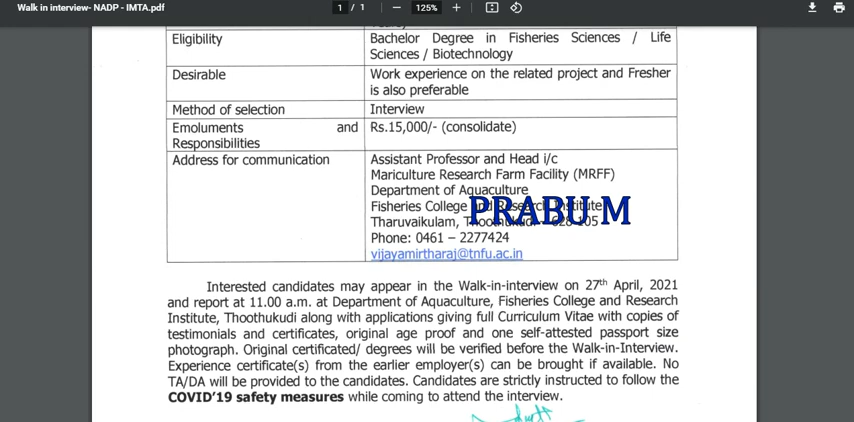 Walk in interview- NADP - IMTA.pdf
1 / 1
125%
Eligibility
Bachelor Degree in Fisheries Sciences / Life
Sciences / Biotechnology
Desirable
Work experience on the related project and Fresher
is also preferable
Method of selection
Interview
Emoluments and
Responsibilities
Rs.15,000/- (consolidate)
Address for communication
Assistant Professor and Head i/c
Mariculture Research Farm Facility (MRFF)
Department of Aquaculture
Fisheries College and Research Institute
Tharuvaikulam, Thoothukudi – 628 105
PRABU M
Phone: 0461 – 2277424
vijayamirtharaj@tnfu.ac.in
Interested candidates may appear in the Walk-in-interview on 27th April, 2021
and report at 11.00 a.m. at Department of Aquaculture, Fisheries College and Research
Institute, Thoothukudi along with applications giving full Curriculum Vitae with copies of
testimonials and certificates, original age proof and one self-attested passport size
photograph. Original certificated/ degrees will be verified before the Walk-in-Interview.
Experience certificate(s) from the earlier employer(s) can be brought if available. No
TA/DA will be provided to the candidates. Candidates are strictly instructed to follow the
COVID'19 safety measures while coming to attend the interview.